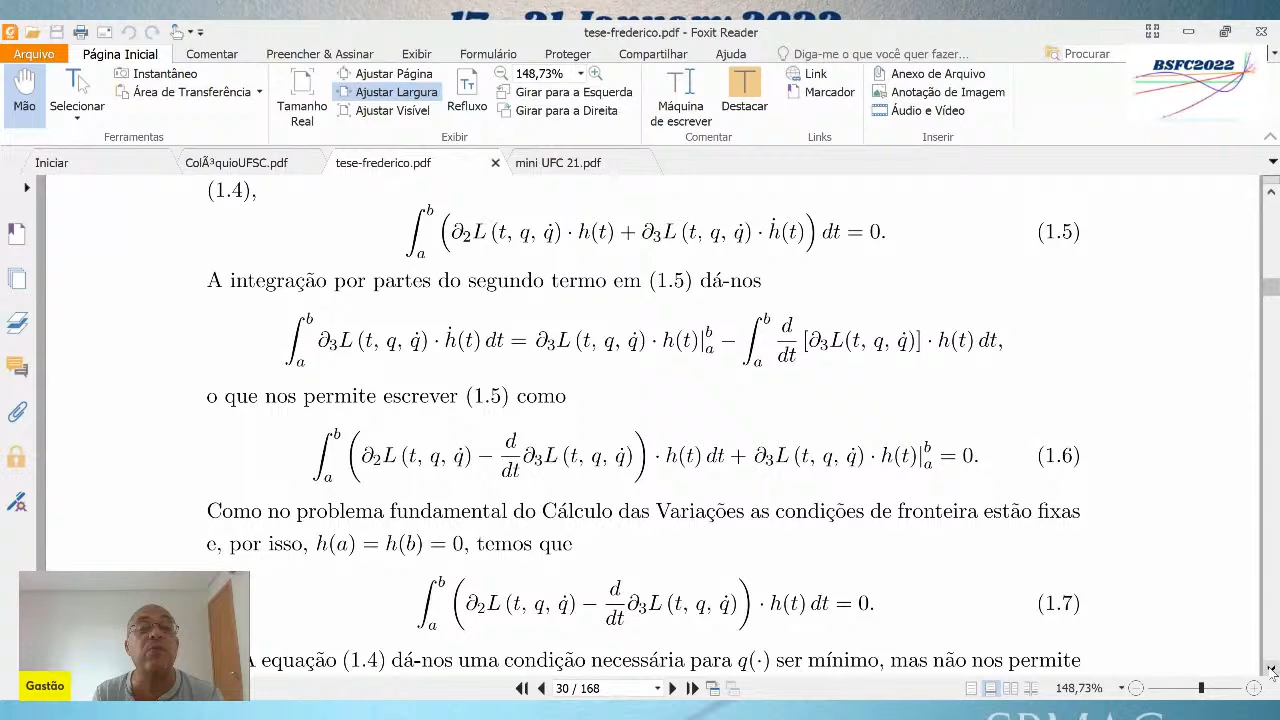 17 - 21 January 2022
tese-frederico.pdf - Foxit Reader
Arquivo Página Inicial Comentar Preencher & Assinar Exibir Formulário Proteger Compartilhar Ajuda Diga-me o que você quer fazer... Procurar
BSFC2022
Mão
Selecionar
Instantâneo
Área de Transferência
Ferramentas
Tamanho Real
Ajustar Página
Ajustar Largura
Ajustar Visível
Refluxo
148,73%
Girar para a Esquerda
Girar para a Direita
Exibir
Máquina de escrever
Destacar
Comentar
Link
Marcador
Links
Anexo de Arquivo
Anotação de Imagem
Áudio e Vídeo
Inserir
Iniciar ColÃ³quioUFSC.pdf tese-frederico.pdf mini UFC 21.pdf
(1.4),
∫_a^b (∂₂L (t, q, q̇) · h(t) + ∂₃L (t, q, q̇) · ḣ(t)) dt = 0. (1.5)
A integração por partes do segundo termo em (1.5) dá-nos
∫_a^b ∂₃L (t, q, q̇) · ḣ(t) dt = ∂₃L (t, q, q̇) · h(t)|_a^b − ∫_a^b d/dt [∂₃L(t, q, q̇)] · h(t) dt,
o que nos permite escrever (1.5) como
∫_a^b (∂₂L (t, q, q̇) − d/dt ∂₃L (t, q, q̇)) · h(t) dt + ∂₃L (t, q, q̇) · h(t)|_a^b = 0. (1.6)
Como no problema fundamental do Cálculo das Variações as condições de fronteira estão fixas
e, por isso, h(a) = h(b) = 0, temos que
∫_a^b (∂₂L (t, q, q̇) − d/dt ∂₃L (t, q, q̇)) · h(t) dt = 0. (1.7)
A equação (1.4) dá-nos uma condição necessária para q(·) ser mínimo, mas não nos permite
Gastão
30 / 168
148,73%